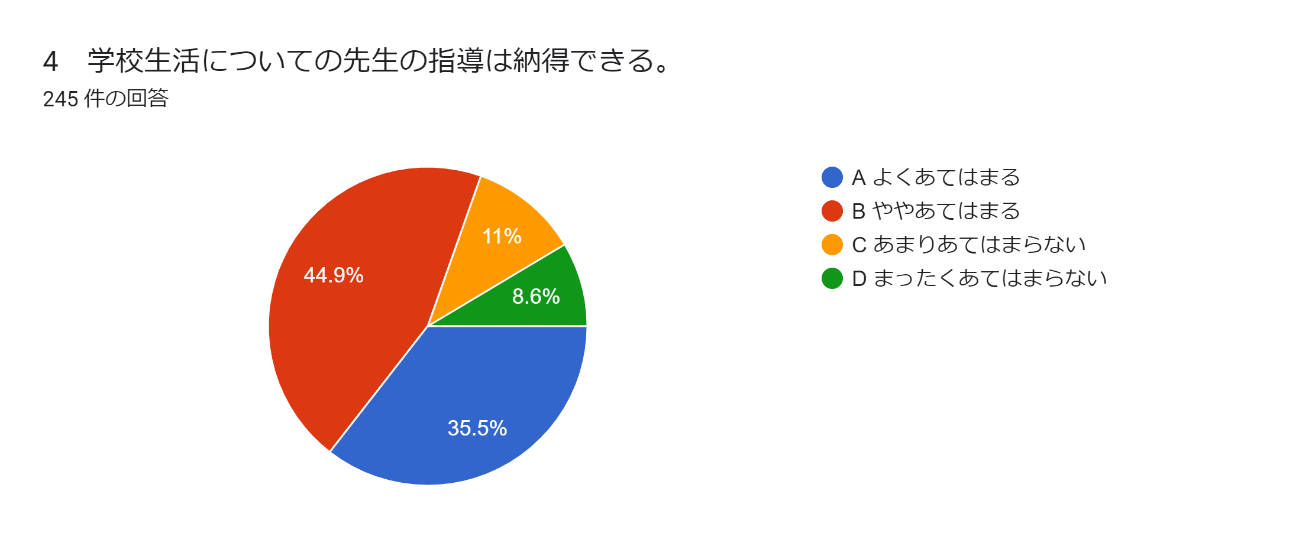 4　学校生活についての先生の指導は納得できる。
245 件の回答
A よくあてはまる
B ややあてはまる
C あまりあてはまらない
D まったくあてはまらない
11%
44.9%
8.6%
35.5%